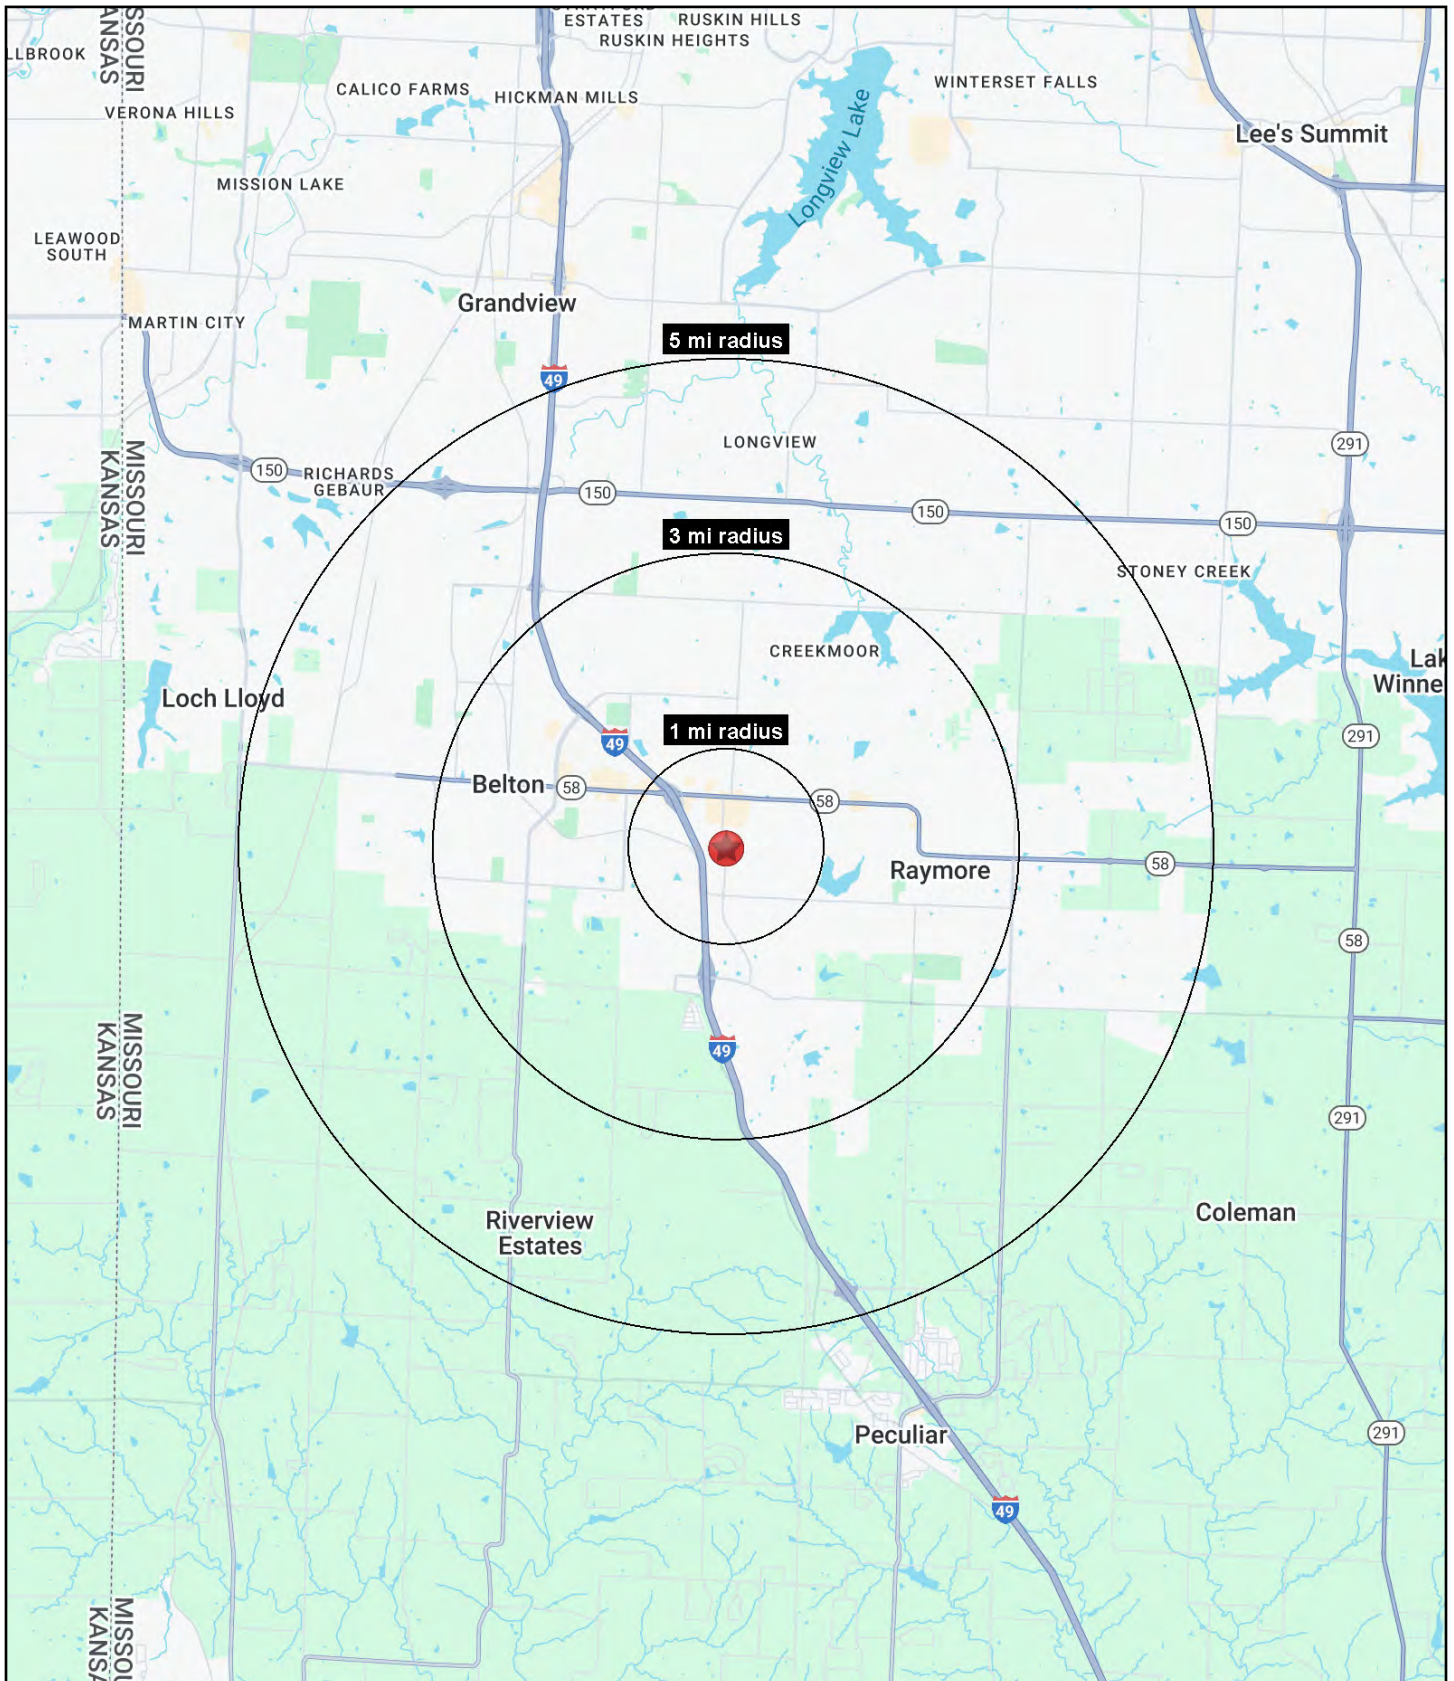 MISSOURI
KANSAS
ESTATES
RUSKIN HILLS
RUSKIN HEIGHTS
CALICO FARMS
HICKMAN MILLS
WINTERSET FALLS
VERONA HILLS
Lee's Summit
Longview Lake
MISSION LAKE
LEAWOOD
SOUTH
Grandview
MARTIN CITY
5 mi radius
49
LONGVIEW
291
MISSOURI
KANSAS
150
RICHARDS
GEBAUR
150
150
150
3 mi radius
STONEY CREEK
CREEKMOOR
Lak
Winne
Loch Lloyd
1 mi radius
49
291
Belton
58
58
Raymore
58
58
MISSOURI
KANSAS
49
291
Coleman
Riverview
Estates
Peculiar
291
49
MISSOU
KANSA